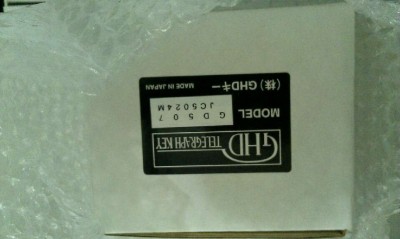 GHD
TELEGRAPH KEY
MODEL
GD507
JC5024M
(株) GHDキー
MADE IN JAPAN